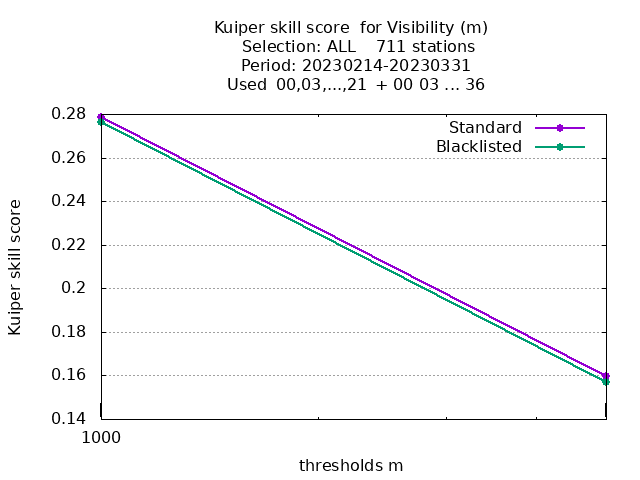 Kuiper skill score  for Visibility (m)
Selection: ALL    711 stations
Period: 20230214-20230331
Used  00,03,...,21  + 00 03 ... 36
Standard
Blacklisted
0.28
0.26
0.24
0.22
0.2
0.18
0.16
0.14
Kuiper skill score
1000
thresholds m